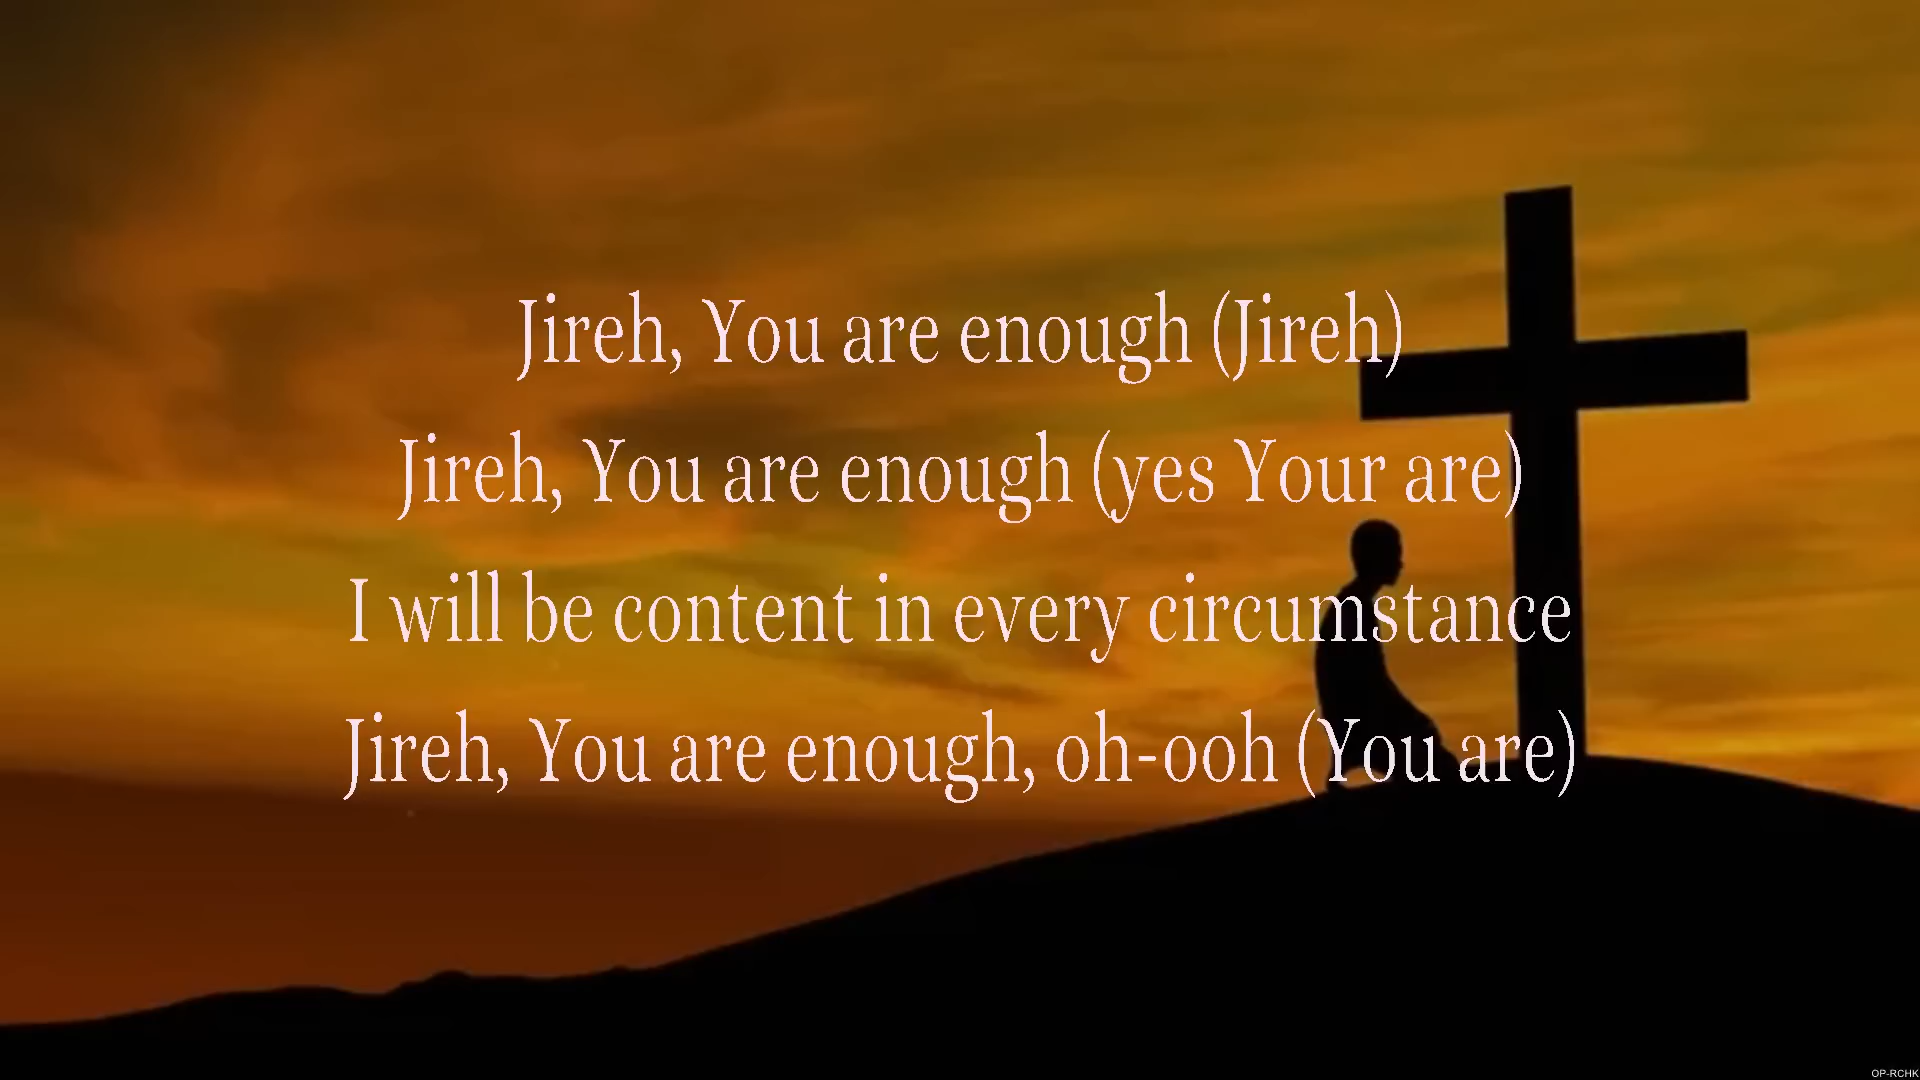 Jireh, You are enough (Jireh)
Jireh, You are enough (yes Your are)
I will be content in every circumstance
Jireh, You are enough, oh-ooh (You are)
OP-RCHK